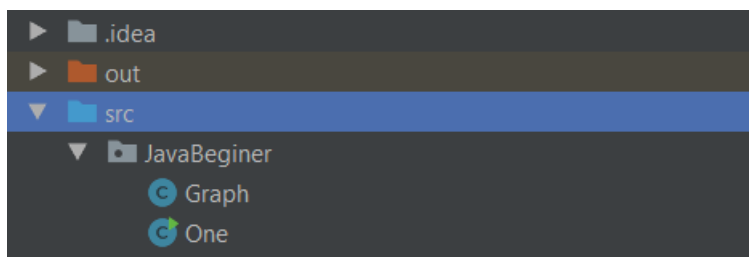 .idea
out
src
JavaBeginer
Graph
One